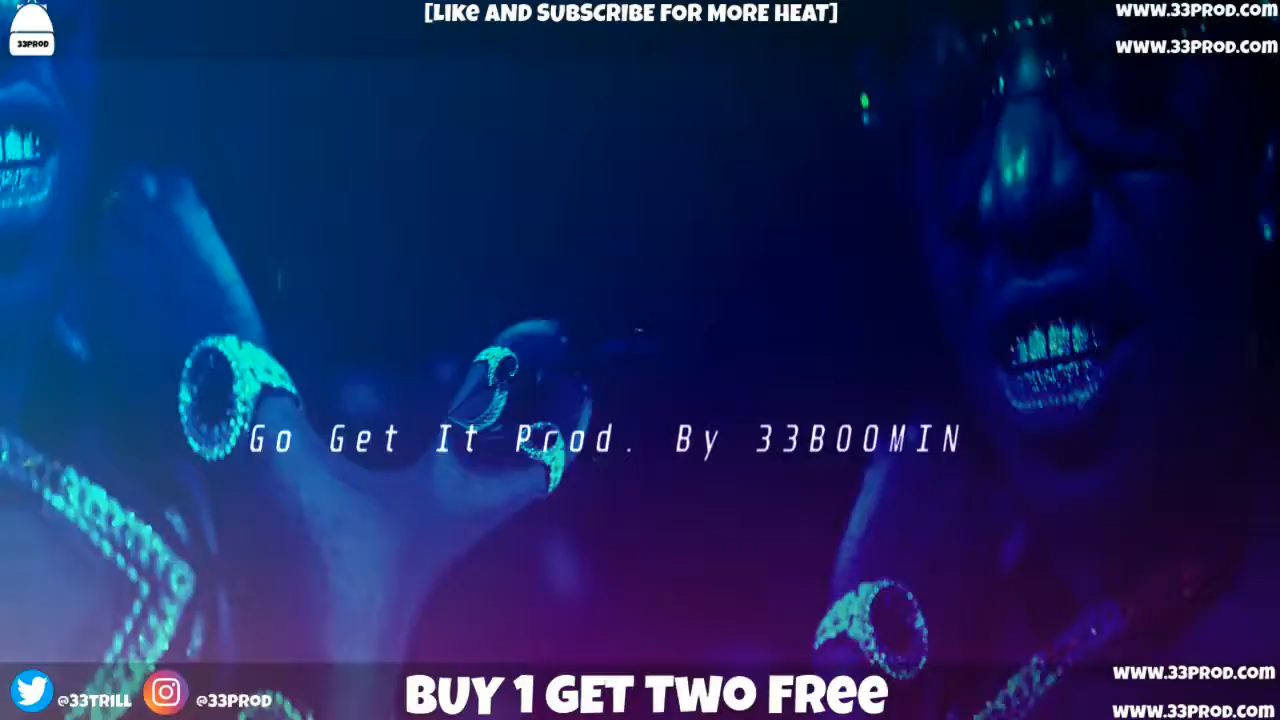 33PROD
[LIKE AND SUBSCRIBE FOR MORE HEAT]
WWW.33PROD.COM
WWW.33PROD.COM
Go Get It Prod. By 33BOOMIN
@33TRILL
@33PROD
BUY 1 GET TWO FREE
WWW.33PROD.COM
WWW.33PROD.COM